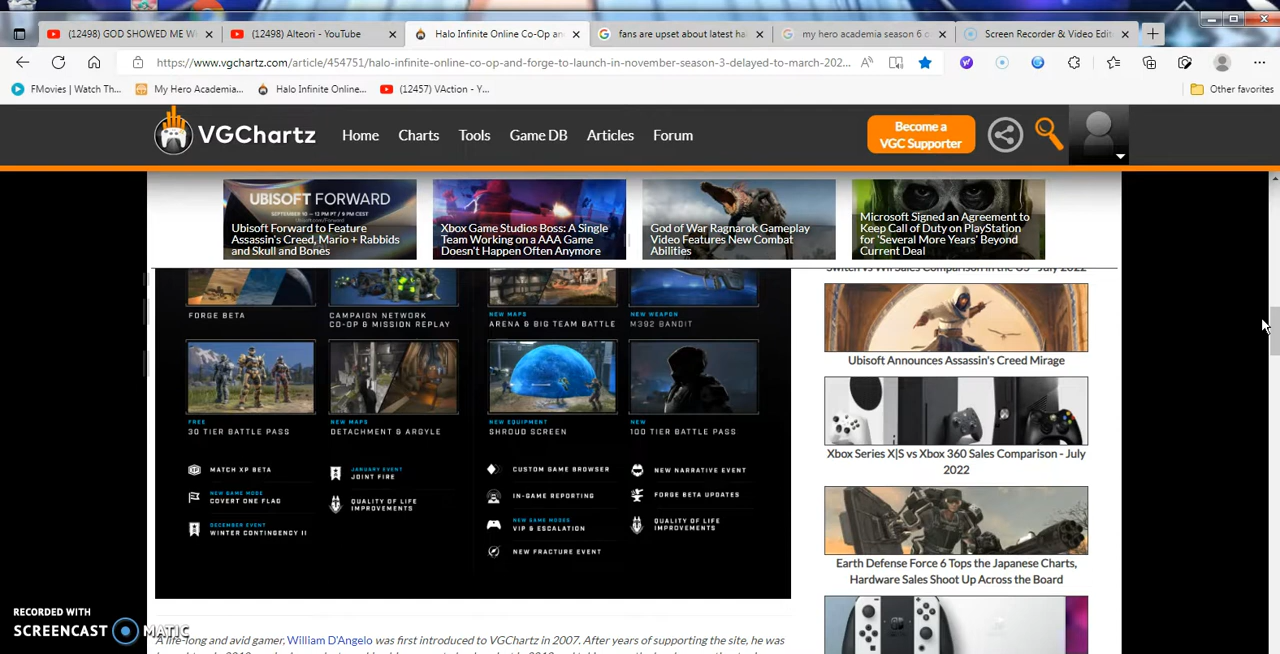 (12498) GOD SHOWED ME W
(12498) Alteori - YouTube
Halo Infinite Online Co-Op an
fans are upset about latest ha
my hero academia season 6 c
Screen Recorder & Video Edit
https://www.vgchartz.com/article/454751/halo-infinite-online-co-op-and-forge-to-launch-in-november-season-3-delayed-to-march-202...
FMovies | Watch Th...
My Hero Academia...
Halo Infinite Online...
(12457) VAction - Y...
Other favorites
VGCHARTZ
Home
Charts
Tools
Game DB
Articles
Forum
Become a
VGC Supporter
UBISOFT FORWARD
Ubisoft Forward to Feature
Assassin's Creed, Mario + Rabbids
and Skull and Bones
Xbox Game Studios Boss: A Single
Team Working on a AAA Game
Doesn't Happen Often Anymore
God of War Ragnarok Gameplay
Video Features New Combat
Abilities
Microsoft Signed an Agreement to
Keep Call of Duty on PlayStation
for 'Several More Years' Beyond
Current Deal
FORGE BETA
CAMPAIGN NETWORK
CO-OP & MISSION REPLAY
NEW MAPS
ARENA & BIG TEAM BATTLE
NEW WEAPON
M392 BANDIT
FREE
30 TIER BATTLE PASS
NEW MAPS
DETACHMENT & ARGYLE
NEW EQUIPMENT
SHROUD SCREEN
NEW
100 TIER BATTLE PASS
MATCH XP BETA
NEW GAME MODE
COVERT ONE FLAG
DECEMBER EVENT
WINTER CONTINGENCY II
JANUARY EVENT
JOINT FIRE
QUALITY OF LIFE
IMPROVEMENTS
CUSTOM GAME BROWSER
IN-GAME REPORTING
NEW GAME MODES
VIP & ESCALATION
NEW FRACTURE EVENT
NEW NARRATIVE EVENT
FORGE BETA UPDATES
QUALITY OF LIFE
IMPROVEMENTS
Switch vs Wii Sales Comparison in the US - July 2022
Ubisoft Announces Assassin's Creed Mirage
Xbox Series X|S vs Xbox 360 Sales Comparison - July
2022
Earth Defense Force 6 Tops the Japanese Charts,
Hardware Sales Shoot Up Across the Board
A life-long and avid gamer, William D'Angelo was first introduced to VGChartz in 2007. After years of supporting the site, he was
RECORDED WITH
SCREENCAST MATIC